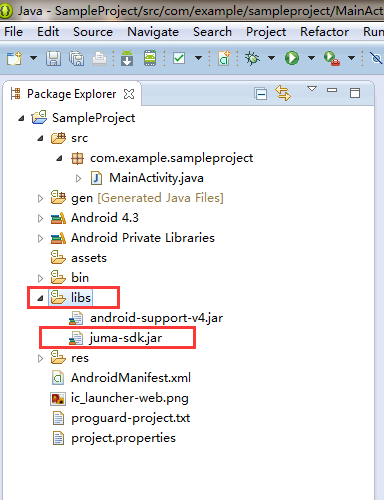 Java - SampleProject/src/com/example/sampleproject/MainAct
File Edit Source Navigate Search Project Refactor Run
Package Explorer
SampleProject
src
com.example.sampleproject
MainActivity.java
gen [Generated Java Files]
Android 4.3
Android Private Libraries
assets
bin
libs
android-support-v4.jar
juma-sdk.jar
res
AndroidManifest.xml
ic_launcher-web.png
proguard-project.txt
project.properties